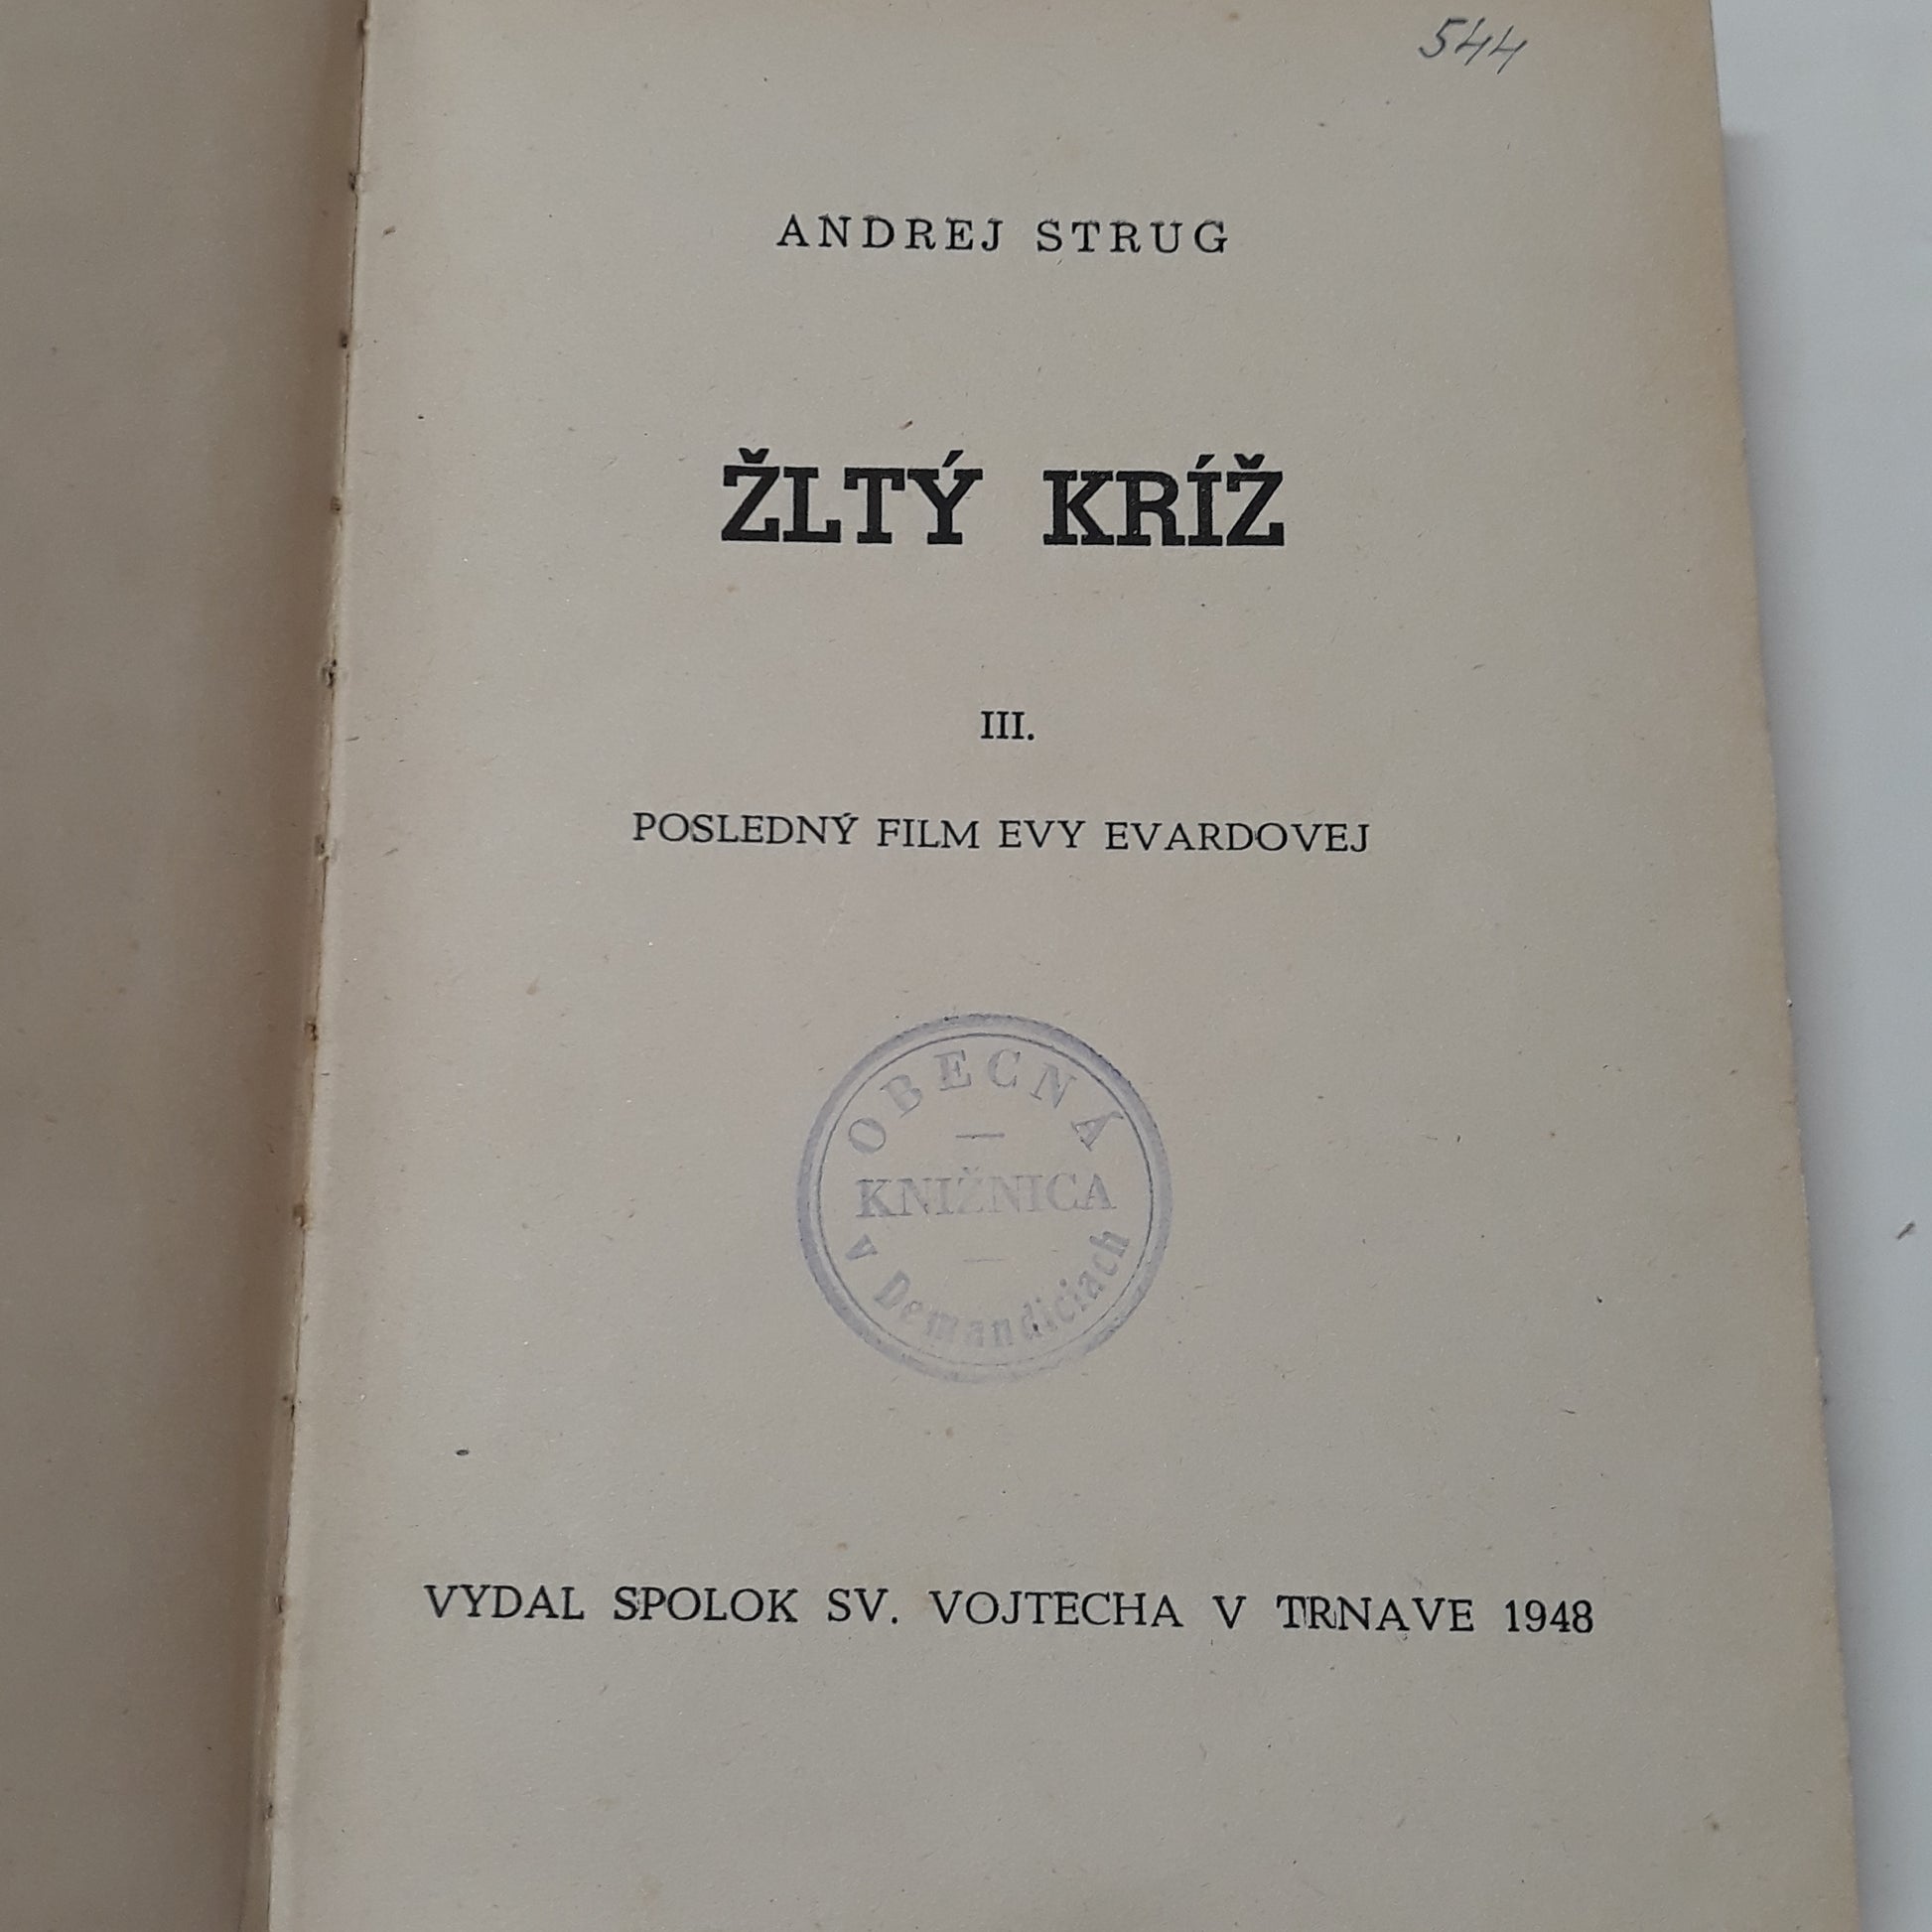 544
ANDREJ STRUG
ŽLTÝ KRÍŽ
III.
POSLEDNÝ FILM EVY EVARDOVEJ
OBECNÁ
KNIŽNICA
v Demandiciach
VYDAL SPOLOK SV. VOJTECHA V TRNAVE 1948